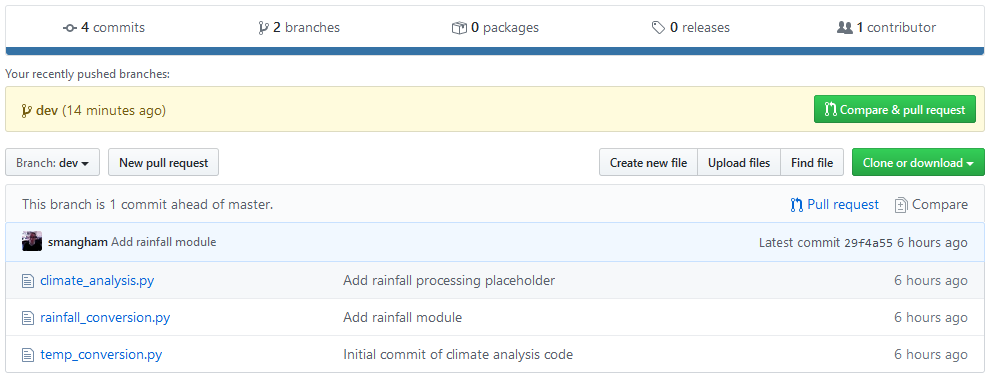 4 commits 2 branches 0 packages 0 releases 1 contributor
Your recently pushed branches:
dev (14 minutes ago) Compare & pull request
Branch: dev New pull request Create new file Upload files Find file Clone or download
This branch is 1 commit ahead of master. Pull request Compare
smangham Add rainfall module Latest commit 29f4a55 6 hours ago
climate_analysis.py Add rainfall processing placeholder 6 hours ago
rainfall_conversion.py Add rainfall module 6 hours ago
temp_conversion.py Initial commit of climate analysis code 6 hours ago